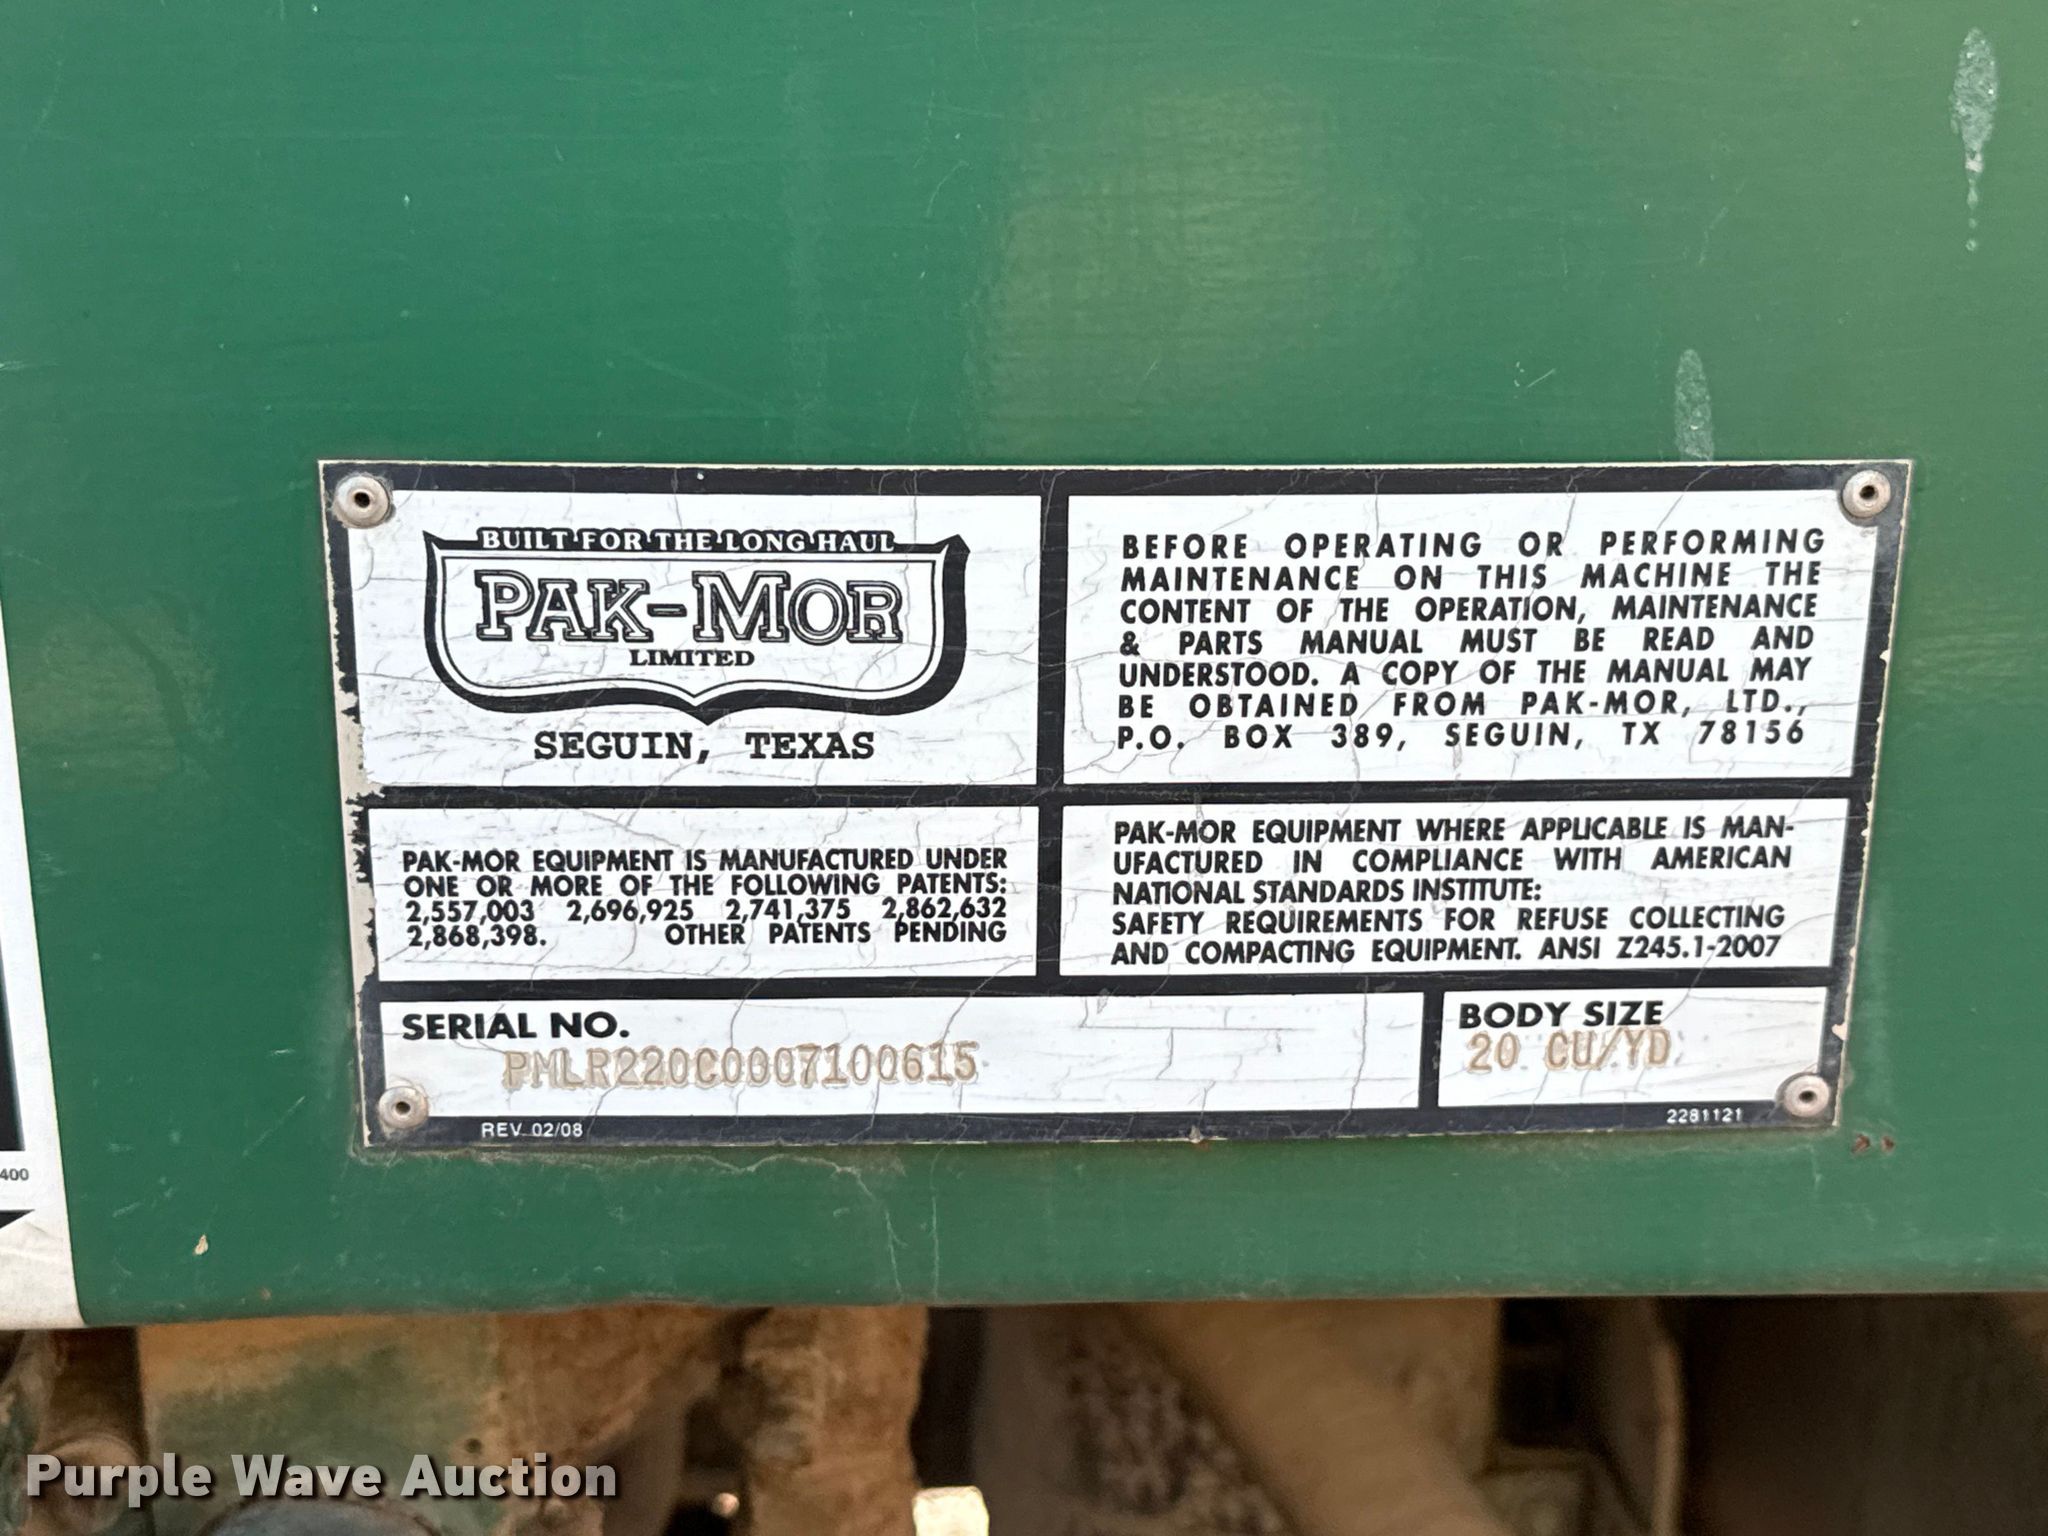 BUILT FOR THE LONG HAUL
PAK-MOR
LIMITED
SEGUIN, TEXAS
BEFORE OPERATING OR PERFORMING
MAINTENANCE ON THIS MACHINE THE
CONTENT OF THE OPERATION, MAINTENANCE
& PARTS MANUAL MUST BE READ AND
UNDERSTOOD. A COPY OF THE MANUAL MAY
BE OBTAINED FROM PAK-MOR, LTD.,
P.O. BOX 389, SEGUIN, TX 78156
PAK-MOR EQUIPMENT IS MANUFACTURED UNDER
ONE OR MORE OF THE FOLLOWING PATENTS:
2,557,003 2,696,925 2,741,375 2,862,632
2,868,398. OTHER PATENTS PENDING
PAK-MOR EQUIPMENT WHERE APPLICABLE IS MAN-
UFACTURED IN COMPLIANCE WITH AMERICAN
NATIONAL STANDARDS INSTITUTE:
SAFETY REQUIREMENTS FOR REFUSE COLLECTING
AND COMPACTING EQUIPMENT. ANSI Z245.1-2007
SERIAL NO.
PMLR220C0007100615
BODY SIZE
20 CU/YD
REV 02/08
2281121
400
Purple Wave Auction